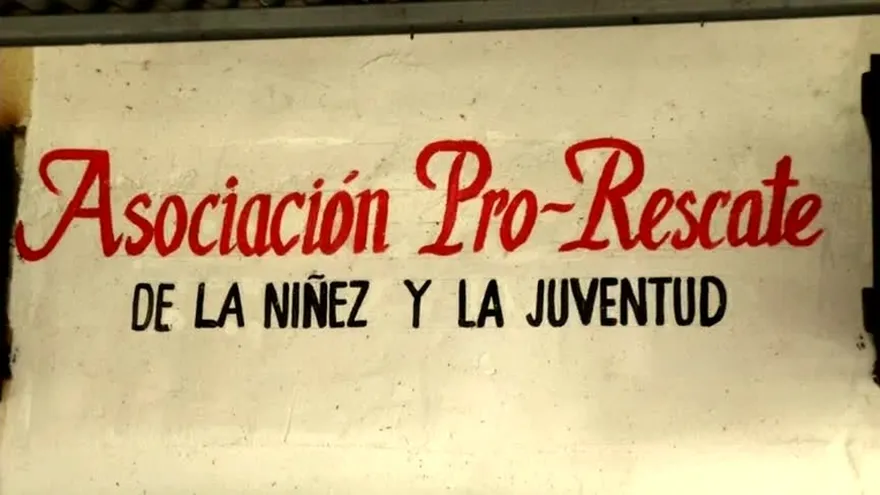 Asociación Pro-Rescate
DE LA NIÑEZ Y LA JUVENTUD